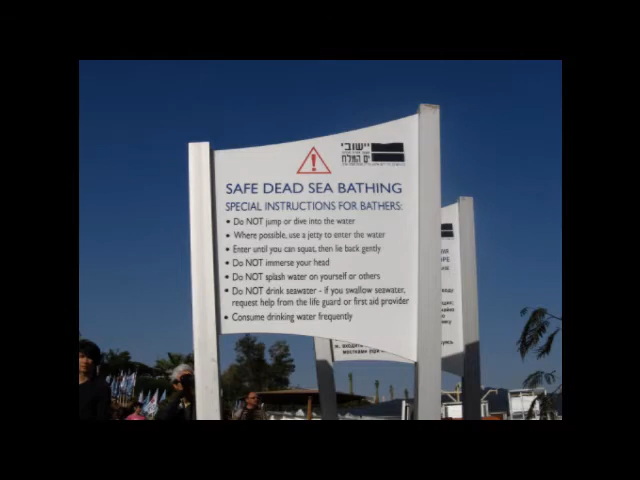 יישובי
ים המלח
SAFE DEAD SEA BATHING
SPECIAL INSTRUCTIONS FOR BATHERS:
• Do NOT jump or dive into the water
• Where possible, use a jetty to enter the water
• Enter until you can squat, then lie back gently
• Do NOT immerse your head
• Do NOT splash water on yourself or others
• Do NOT drink seawater - if you swallow seawater,
request help from the life guard or first aid provider
• Consume drinking water frequently